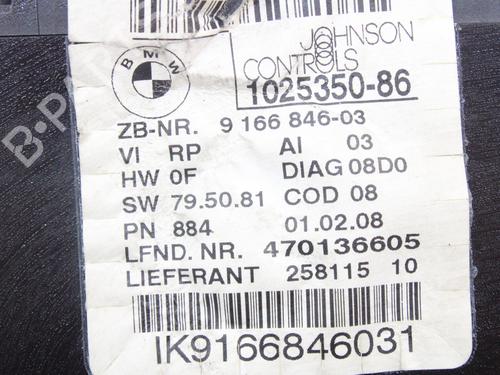 BMW
JOHNSON
CONTROLS
1025350-86
ZB-NR. 9 166 846-03
VI RP AI 03
HW 0F DIAG 08D0
SW 79.50.81 COD 08
PN 884 01.02.08
LFND. NR. 470136605
LIEFERANT 258115 10
IK9166846031